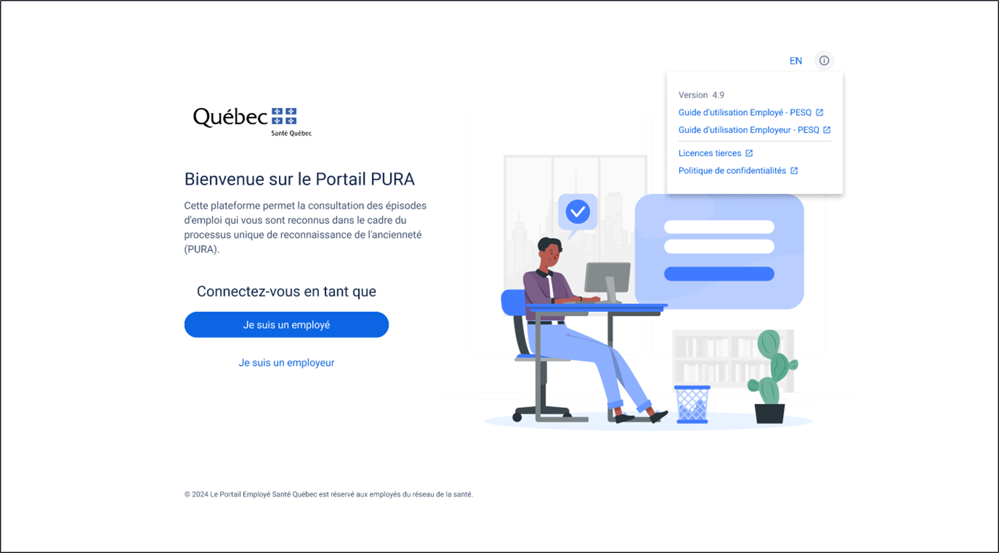 EN
Version 4.9
Guide d'utilisation Employé - PESQ
Guide d'utilisation Employeur - PESQ
Licences tierces
Politique de confidentialités
Québec
Santé Québec
Bienvenue sur le Portail PURA
Cette plateforme permet la consultation des épisodes
d'emploi qui vous sont reconnus dans le cadre du
processus unique de reconnaissance de l'ancienneté
(PURA).
Connectez-vous en tant que
Je suis un employé
Je suis un employeur
© 2024 Le Portail Employé Santé Québec est réservé aux employés du réseau de la santé.